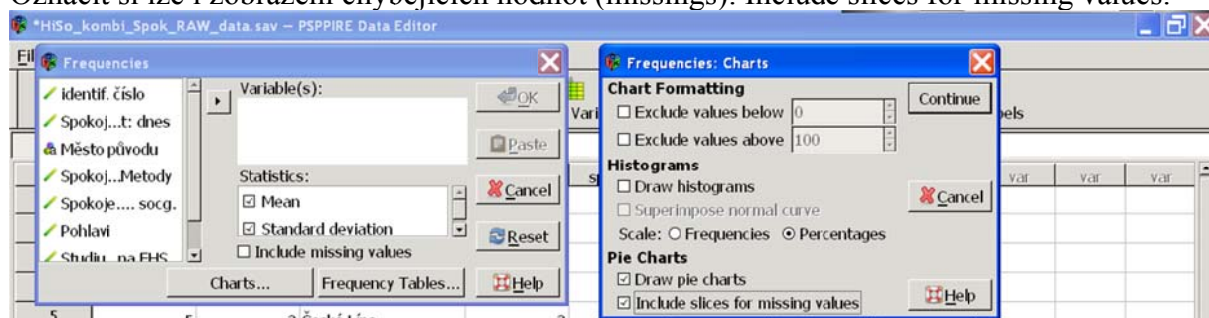 Označit si lze i zobrazení chybějících hodnot (missings): Include slices for missing values.
*HiSo_kombi_Spok_RAW_data.sav — PSPPIRE Data Editor
Frequencies
identif. číslo
Spokoj...t: dnes
Město původu
Spokoj...Metody
Spokoje.... socg.
Pohlavi
Variable(s):
Statistics:
Mean
Standard deviation
Include missing values
Charts...
Frequency Tables...
OK
Paste
Cancel
Reset
Help
Vari
Frequencies: Charts
Chart Formatting
Exclude values below 0
Exclude values above 100
Histograms
Draw histograms
Superimpose normal curve
Scale: Frequencies Percentages
Pie Charts
Draw pie charts
Include slices for missing values
Continue
Cancel
Help
var var var